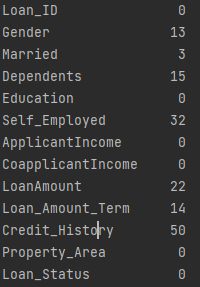 Loan_ID 0
Gender 13
Married 3
Dependents 15
Education 0
Self_Employed 32
ApplicantIncome 0
CoapplicantIncome 0
LoanAmount 22
Loan_Amount_Term 14
Credit_History 50
Property_Area 0
Loan_Status 0